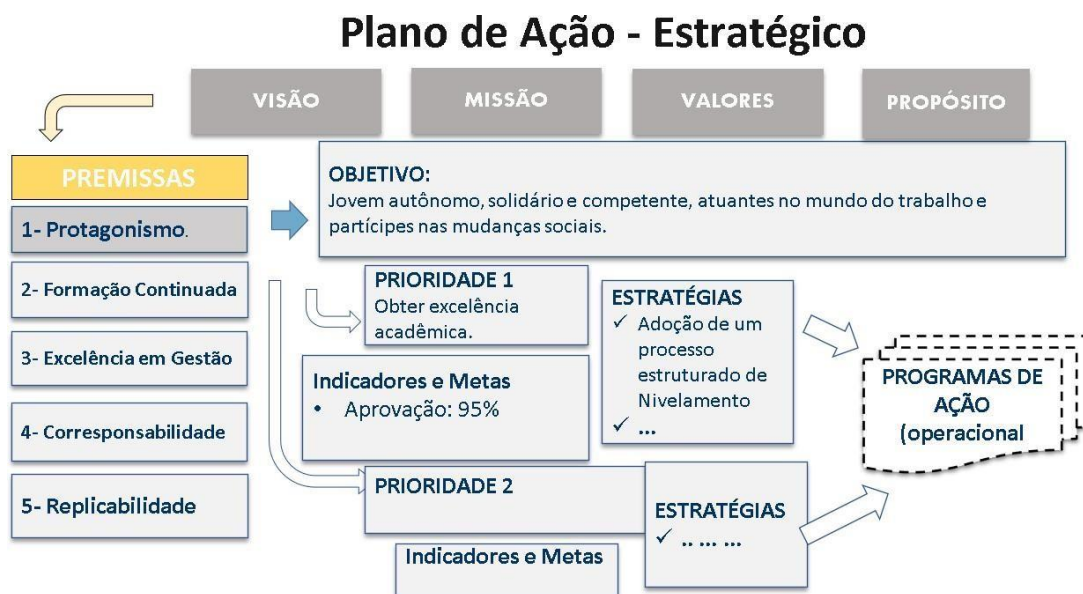 Plano de Ação - Estratégico
VISÃO
MISSÃO
VALORES
PROPÓSITO
PREMISSAS
1- Protagonismo.
2- Formação Continuada
3- Excelência em Gestão
4- Corresponsabilidade
5- Replicabilidade
OBJETIVO:
Jovem autônomo, solidário e competente, atuantes no mundo do trabalho e
partícipes nas mudanças sociais.
PRIORIDADE 1
Obter excelência
acadêmica.
Indicadores e Metas
• Aprovação: 95%
ESTRATÉGIAS
✓ Adoção de um
processo
estruturado de
Nivelamento
✓ ...
PRIORIDADE 2
Indicadores e Metas
ESTRATÉGIAS
✓ .. ... ...
PROGRAMAS DE
AÇÃO
(operacional